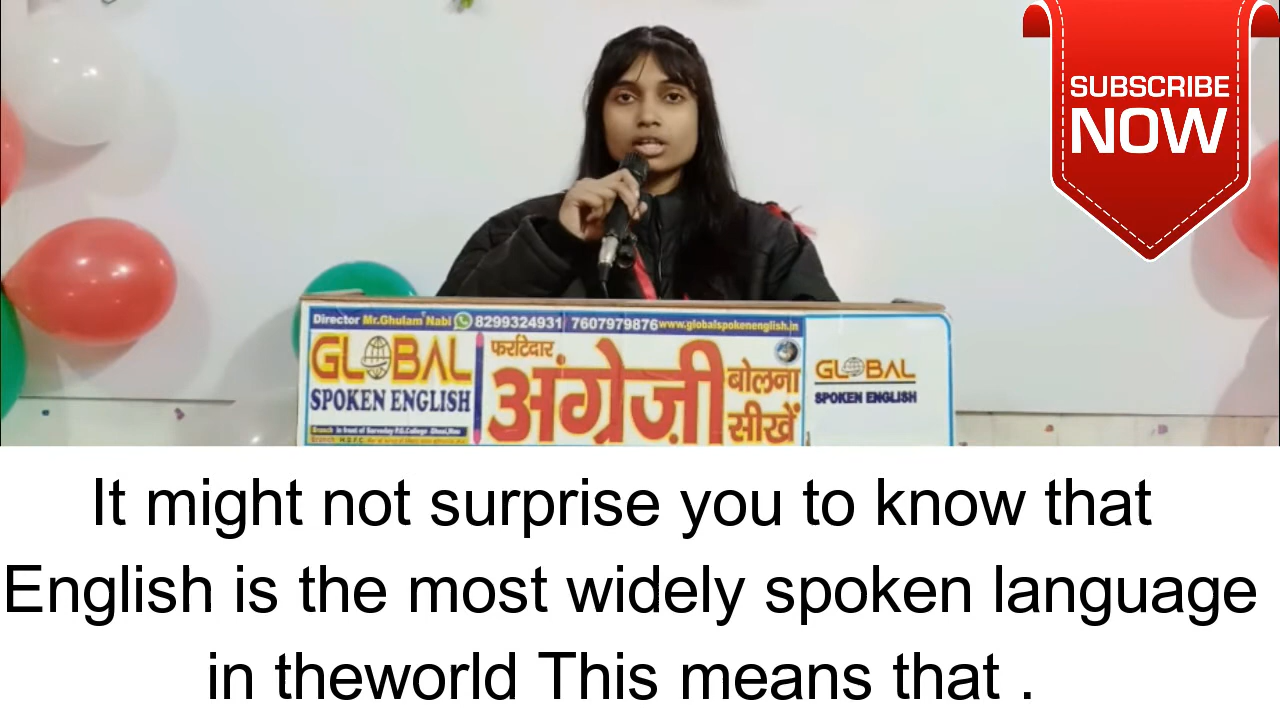 SUBSCRIBE
NOW
Director Mr.Ghulam Nabi 8299324931 7607979876 www.globalspokenenglish.in
GLOBAL
SPOKEN ENGLISH
फर्राटेदार
अंग्रेज़ी
बोलना
सीखें
GLOBAL
SPOKEN ENGLISH
It might not surprise you to know that
English is the most widely spoken language
in theworld This means that .